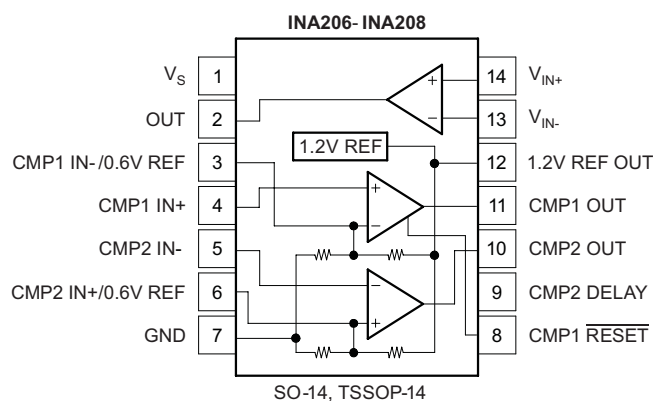 INA206- INA208
VS 1
OUT 2
CMP1 IN-/0.6V REF 3
CMP1 IN+ 4
CMP2 IN- 5
CMP2 IN+/0.6V REF 6
GND 7
14 VIN+
13 VIN-
12 1.2V REF OUT
11 CMP1 OUT
10 CMP2 OUT
9 CMP2 DELAY
8 CMP1 RESET
1.2V REF
+
−
+
−
−
+
SO-14, TSSOP-14